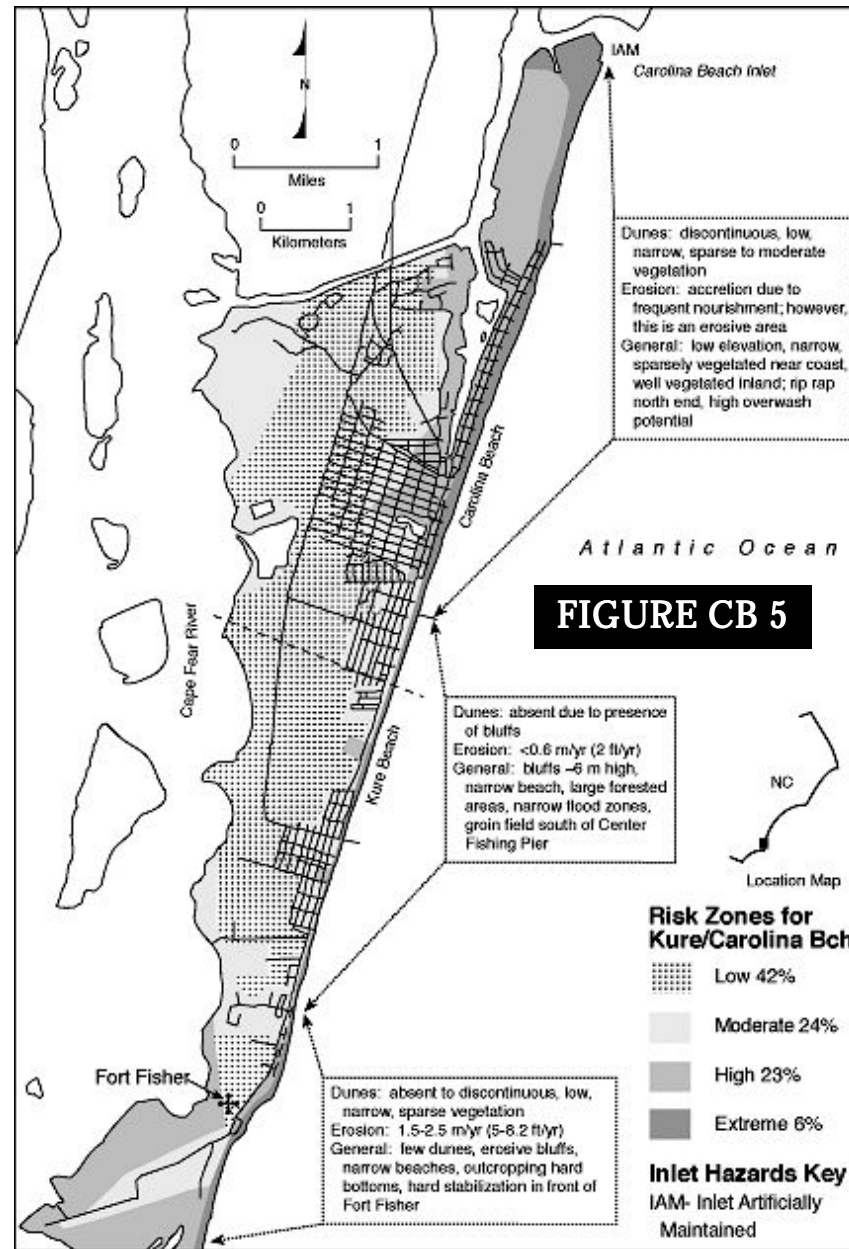 IAM
Carolina Beach Inlet
N
0 1
Miles
0 1
Kilometers
Dunes: discontinuous, low,
narrow, sparse to moderate
vegetation
Erosion: accretion due to
frequent nourishment; however,
this is an erosive area
General: low elevation, narrow,
sparsely vegetated near coast,
well vegetated inland; rip rap
north end, high overwash
potential
Carolina Beach
Atlantic Ocean
FIGURE CB 5
Cape Fear River
Kure Beach
Dunes: absent due to presence
of bluffs
Erosion: <0.6 m/yr (2 ft/yr)
General: bluffs ~6 m high,
narrow beach, large forested
areas, narrow flood zones,
groin field south of Center
Fishing Pier
NC
Location Map
Risk Zones for
Kure/Carolina Bch
Low 42%
Moderate 24%
High 23%
Extreme 6%
Fort Fisher
Dunes: absent to discontinuous, low,
narrow, sparse vegetation
Erosion: 1.5-2.5 m/yr (5-8.2 ft/yr)
General: few dunes, erosive bluffs,
narrow beaches, outcropping hard
bottoms, hard stabilization in front of
Fort Fisher
Inlet Hazards Key
IAM- Inlet Artificially
Maintained